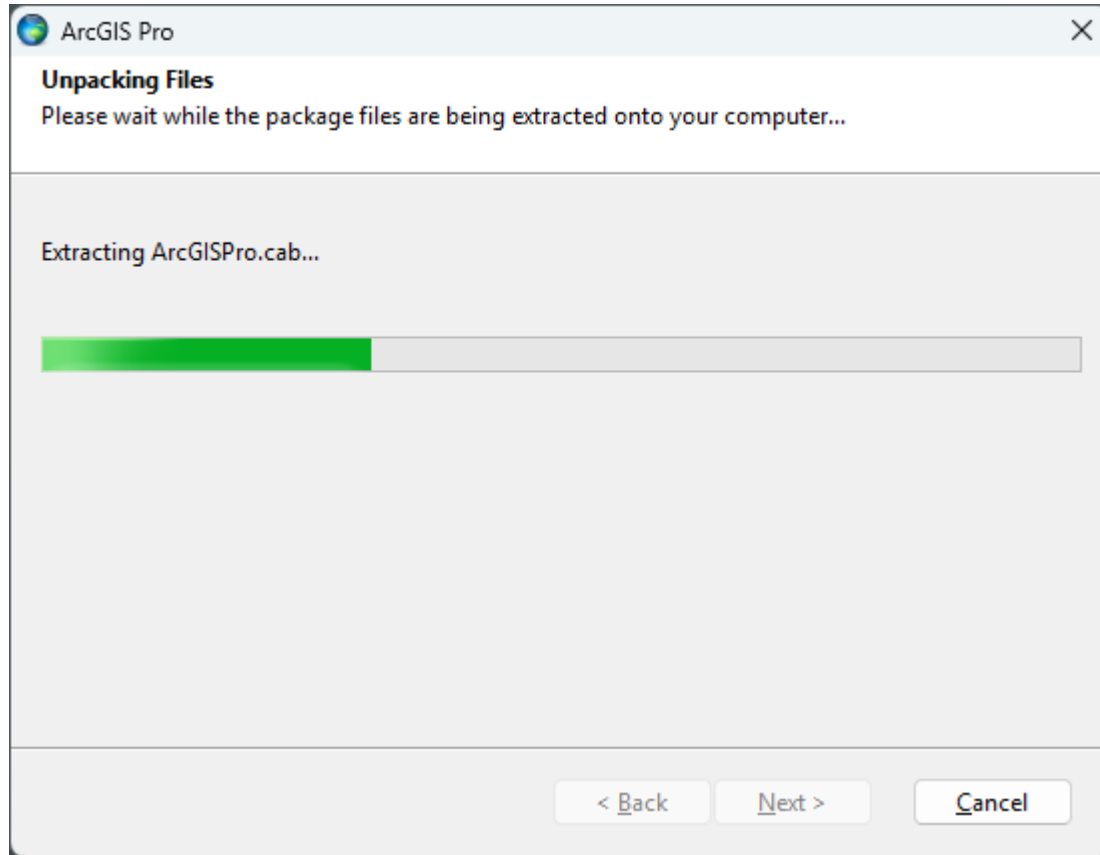 ArcGIS Pro
Unpacking Files
Please wait while the package files are being extracted onto your computer...
Extracting ArcGISPro.cab...
< Back
Next >
Cancel